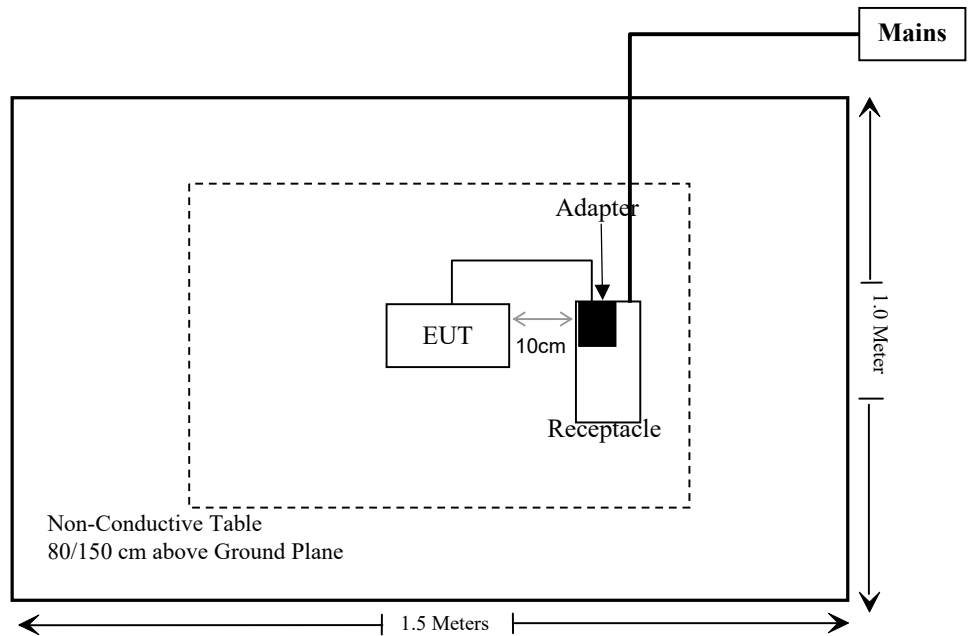 Mains
Adapter
EUT
10cm
Receptacle
1.0 Meter
Non-Conductive Table
80/150 cm above Ground Plane
1.5 Meters